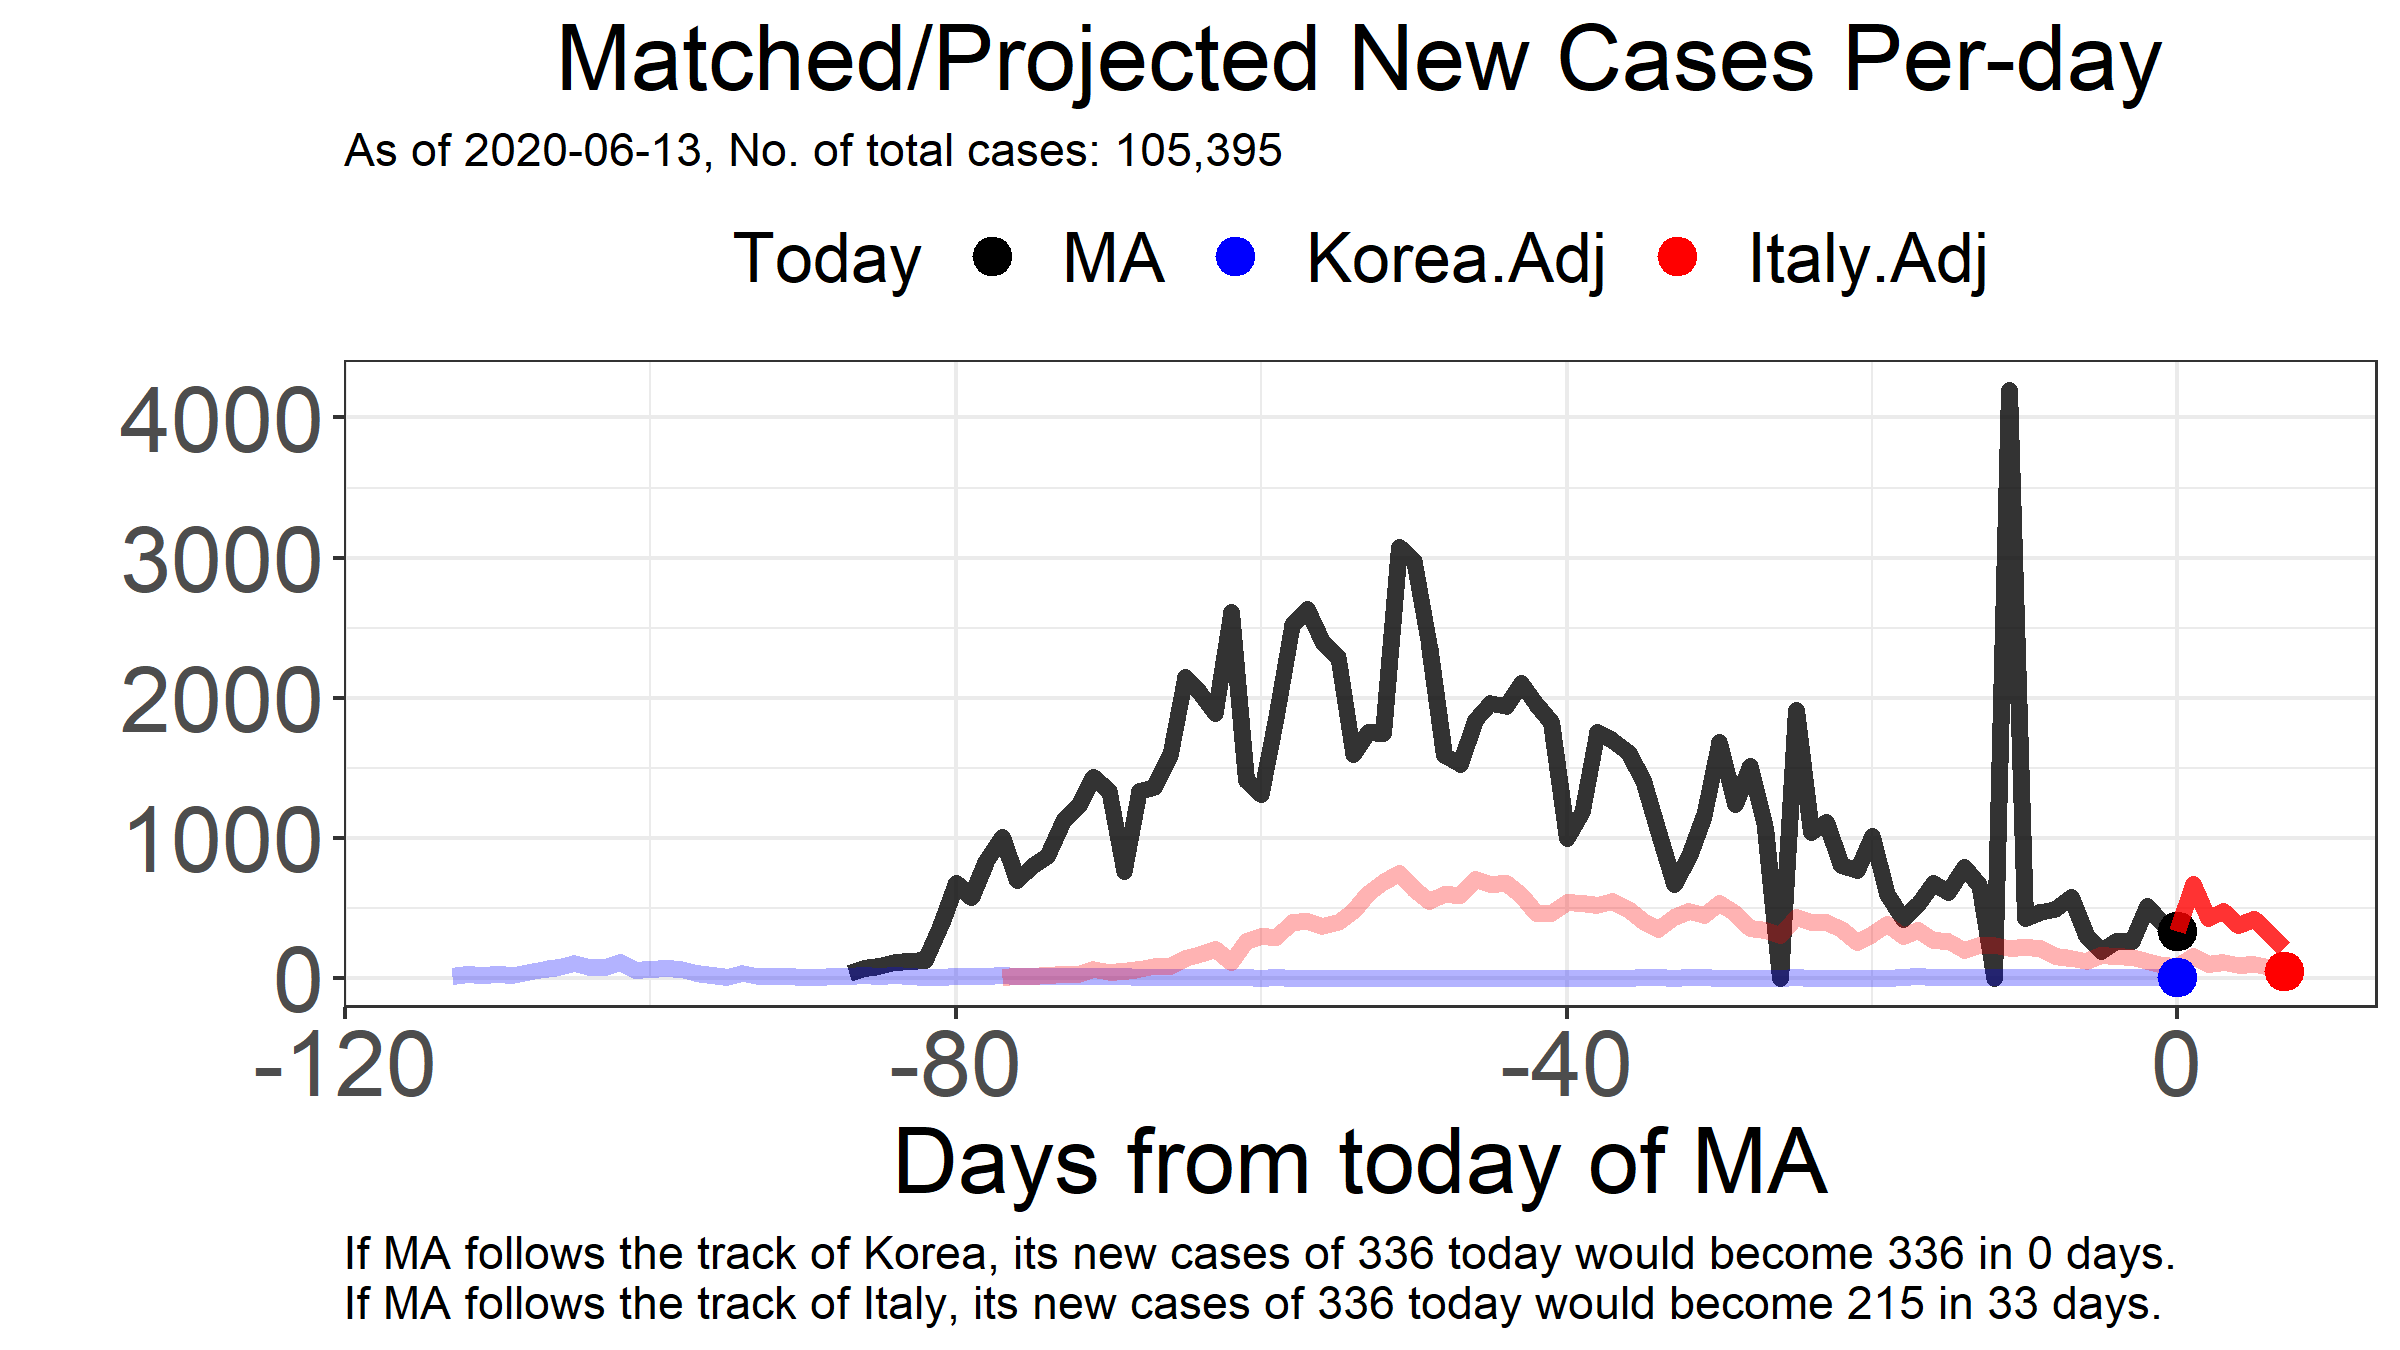 Matched/Projected New Cases Per-day
As of 2020-06-13, No. of total cases: 105,395
Today MA Korea.Adj Italy.Adj
4000
3000
2000
1000
0
-120 -80 -40 0
Days from today of MA
If MA follows the track of Korea, its new cases of 336 today would become 336 in 0 days.
If MA follows the track of Italy, its new cases of 336 today would become 215 in 33 days.